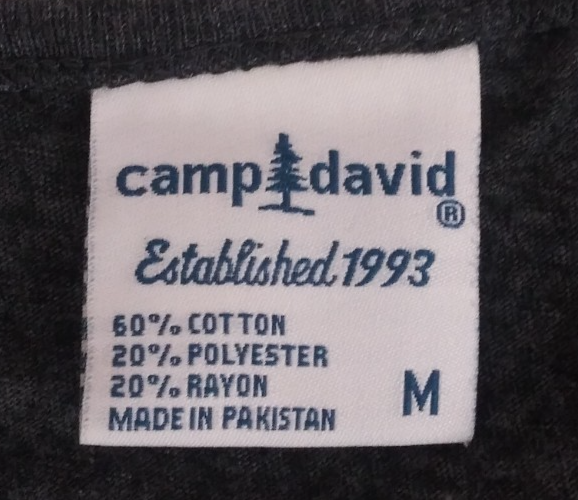 camp david
®
Established 1993
60% COTTON
20% POLYESTER
20% RAYON
MADE IN PAKISTAN
M